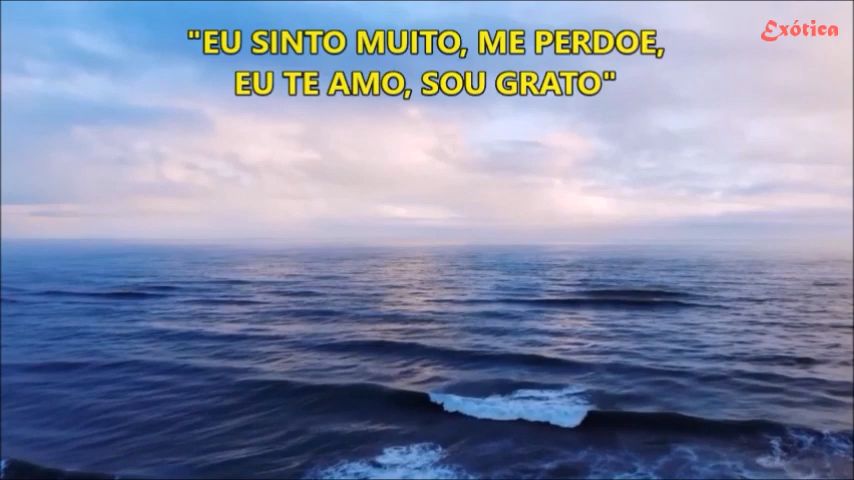 "EU SINTO MUITO, ME PERDOE,
EU TE AMO, SOU GRATO"
Exótica